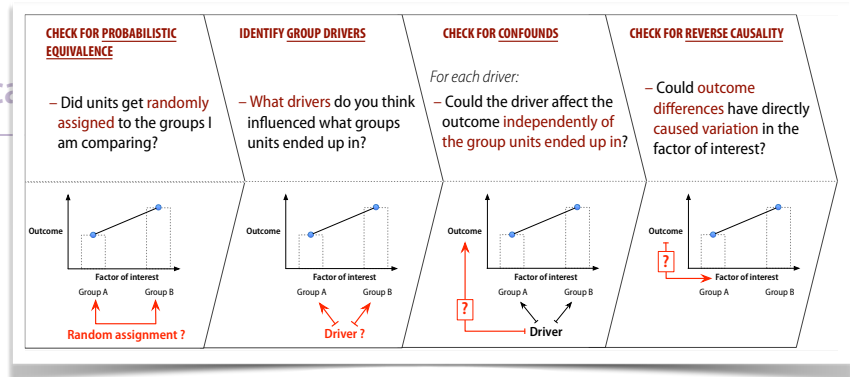 CHECK FOR PROBABILISTIC
EQUIVALENCE
– Did units get randomly
assigned to the groups I
am comparing?
Outcome
Factor of interest
Group A Group B
Random assignment ?
IDENTIFY GROUP DRIVERS
– What drivers do you think
influenced what groups
units ended up in?
Outcome
Factor of interest
Group A Group B
Driver ?
CHECK FOR CONFOUNDS
For each driver:
– Could the driver affect the
outcome independently of
the group units ended up in?
Outcome
Factor of interest
Group A Group B
?
Driver
CHECK FOR REVERSE CAUSALITY
– Could outcome
differences have directly
caused variation in the
factor of interest?
Outcome
?
Factor of interest
Group A Group B